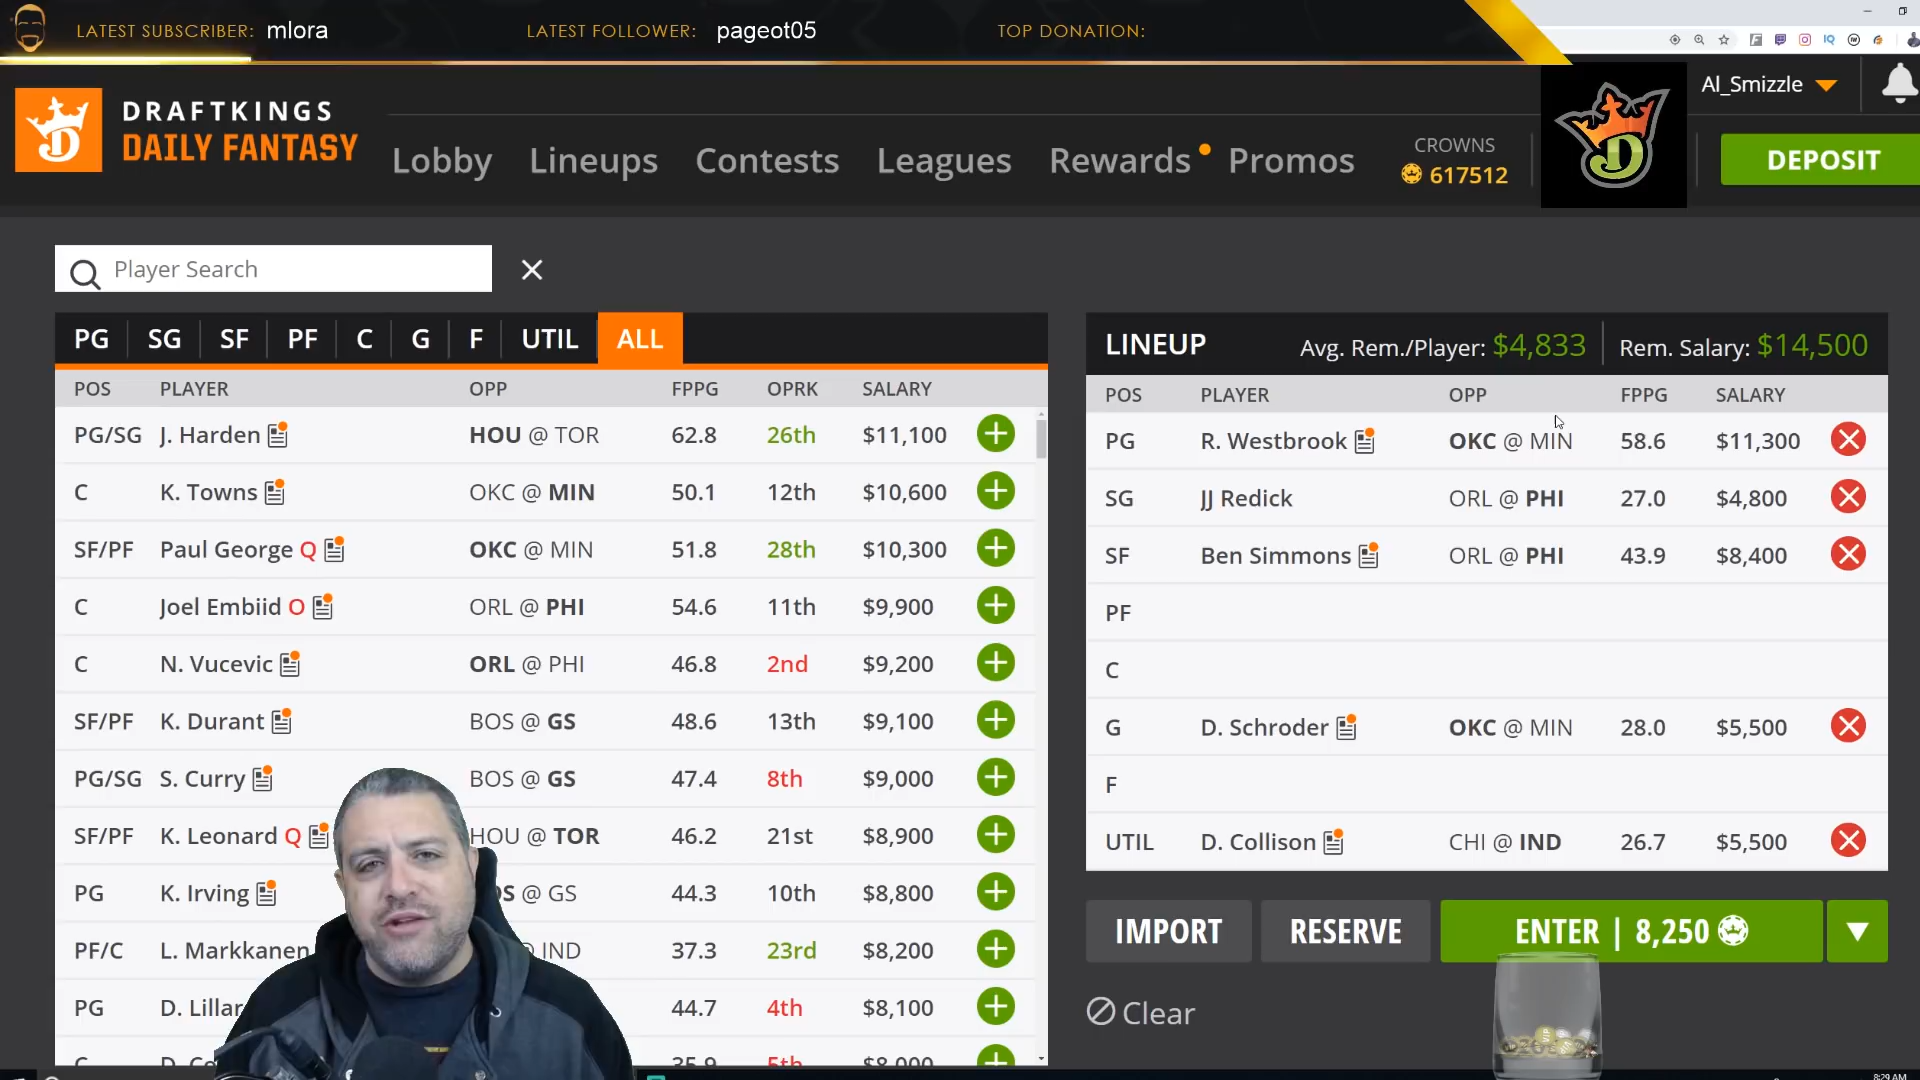 LATEST SUBSCRIBER: mlora LATEST FOLLOWER: pageot05 TOP DONATION:
DRAFTKINGS
DAILY FANTASY
Lobby Lineups Contests Leagues Rewards Promos
CROWNS
617512
Al_Smizzle
DEPOSIT
Player Search
PG SG SF PF C G F UTIL ALL
POS PLAYER OPP FPPG OPRK SALARY
PG/SG J. Harden HOU @ TOR 62.8 26th $11,100
C K. Towns OKC @ MIN 50.1 12th $10,600
SF/PF Paul George Q OKC @ MIN 51.8 28th $10,300
C Joel Embiid O ORL @ PHI 54.6 11th $9,900
C N. Vucevic ORL @ PHI 46.8 2nd $9,200
SF/PF K. Durant BOS @ GS 48.6 13th $9,100
PG/SG S. Curry BOS @ GS 47.4 8th $9,000
SF/PF K. Leonard Q HOU @ TOR 46.2 21st $8,900
PG K. Irving @ GS 44.3 10th $8,800
PF/C L. Markkanen @ IND 37.3 23rd $8,200
PG D. 44.7 4th $8,100
C 35.9 5th $8,000
LINEUP Avg. Rem./Player: $4,833 Rem. Salary: $14,500
POS PLAYER OPP FPPG SALARY
PG R. Westbrook OKC @ MIN 58.6 $11,300
SG JJ Redick ORL @ PHI 27.0 $4,800
SF Ben Simmons ORL @ PHI 43.9 $8,400
PF
C
G D. Schroder OKC @ MIN 28.0 $5,500
F
UTIL D. Collison CHI @ IND 26.7 $5,500
IMPORT RESERVE ENTER | 8,250
Clear
8:29 AM